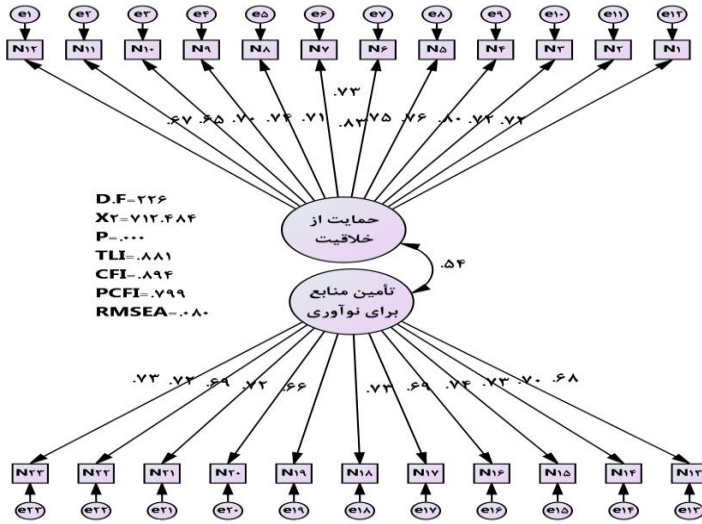 e۱ e۲ e۳ e۴ e۵ e۶ e۷ e۸ e۹ e۱۰ e۱۱ e۱۲
N۱۲ N۱۱ N۱۰ N۹ N۸ N۷ N۶ N۵ N۴ N۳ N۲ N۱
.۷۳
.۶۷ .۶۵ .۷۰ .۷۴ .۷۱ .۸۳ .۷۵ .۷۶ .۸۰ .۷۲ .۷۲
حمایت از
خلاقیت
D.F=۲۲۶
X۲=۷۱۲.۴۸۴
P=.۰۰۰
TLI=.۸۸۱
CFI=.۸۹۴
PCFI=.۷۹۹
RMSEA=.۰۸۰
.۵۴
تأمین منابع
برای نوآوری
.۷۳ .۷۲ .۶۹ .۷۲ .۶۶ .۷۳ .۶۹ .۷۴ .۷۳ .۷۰ .۶۸
N۲۳ N۲۲ N۲۱ N۲۰ N۱۹ N۱۸ N۱۷ N۱۶ N۱۵ N۱۴ N۱۳
e۲۳ e۲۲ e۲۱ e۲۰ e۱۹ e۱۸ e۱۷ e۱۶ e۱۵ e۱۴ e۱۳